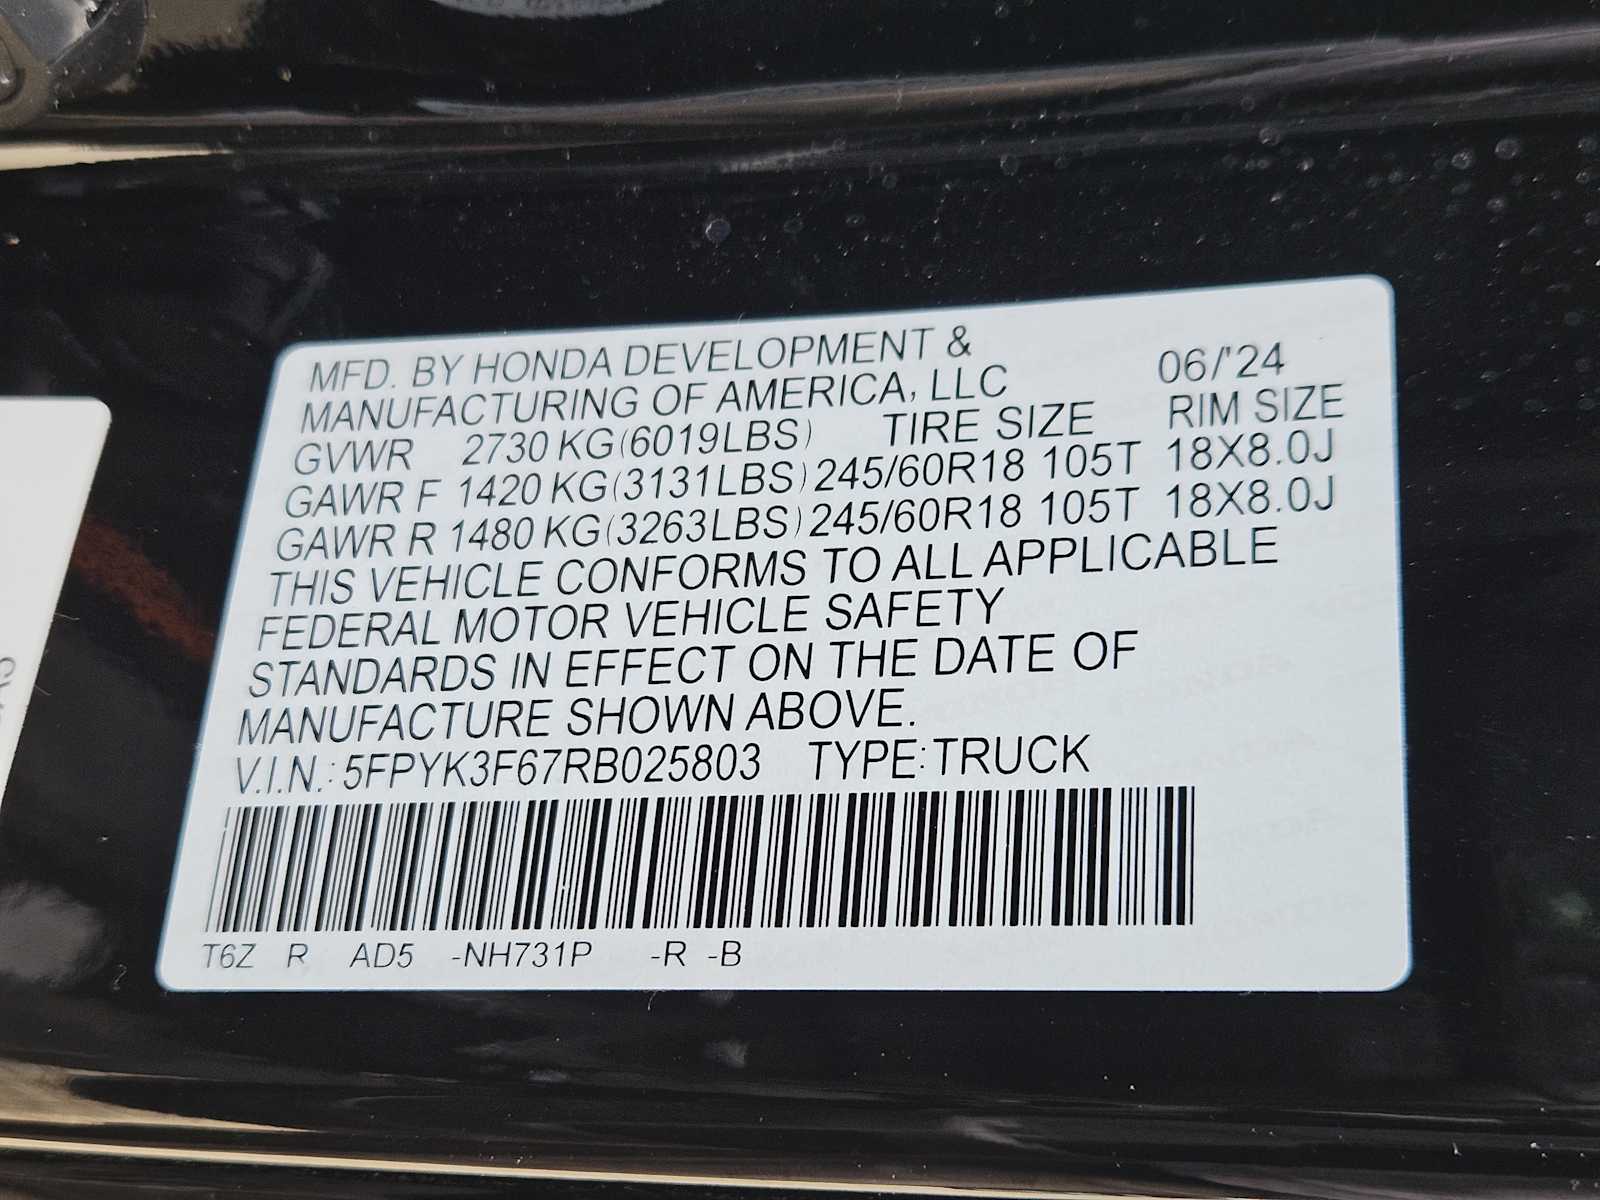 MFD. BY HONDA DEVELOPMENT &
MANUFACTURING OF AMERICA, LLC 06/'24
GVWR 2730 KG(6019LBS) TIRE SIZE RIM SIZE
GAWR F 1420 KG(3131LBS) 245/60R18 105T 18X8.0J
GAWR R 1480 KG(3263LBS) 245/60R18 105T 18X8.0J
THIS VEHICLE CONFORMS TO ALL APPLICABLE
FEDERAL MOTOR VEHICLE SAFETY
STANDARDS IN EFFECT ON THE DATE OF
MANUFACTURE SHOWN ABOVE.
V.I.N.: 5FPYK3F67RB025803 TYPE:TRUCK
T6Z R AD5 -NH731P -R -B